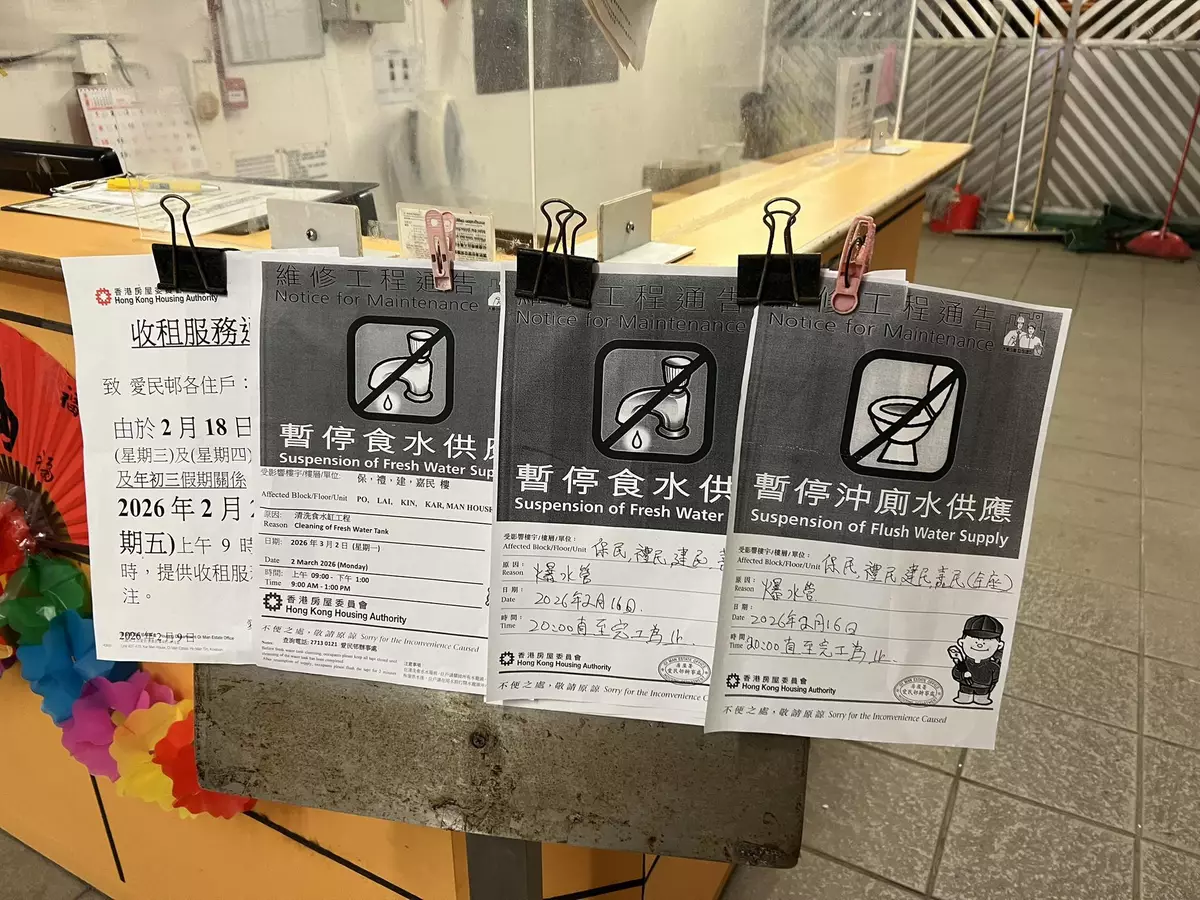 香港房屋委員會
Hong Kong Housing Authority
收租服務
致 愛民邨各住戶：
由於 2 月 18 日
(星期三)及(星期四)
及年初三假期關係
2026 年 2 月 2
期五)上午 9 時
時，提供收租服
注。
2026年2月9日
維修工程通告
Notice for Maintenance
暫停食水供應
Suspension of Fresh Water Supp
受影響樓宇/樓層/單位: 保，禮，建，嘉民 樓
Affected Block/Floor/Unit PO, LAI, KIN, KAR, MAN HOUSE
原因: 清洗食水缸工程
Reason Cleaning of Fresh Water Tank
日期: 2026 年 3 月 2 日 (星期一)
Date 2 March 2026 (Monday)
時間: 上午 09:00 - 下午 1:00
Time 9:00 AM - 1:00 PM
香港房屋委員會
Hong Kong Housing Authority
不便之處，敬請原諒 Sorry for the Inconvenience Caused
查詢電話: 2713 0121 愛民邨辦事處
維修工程通告
Notice for Maintenance
暫停食水供
Suspension of Fresh Water
受影響樓宇/樓層/單位：
Affected Block/Floor/Unit 保民,禮民,建民,
原因：
Reason 爆水管
日期：
Date 2026年2月16日.
時間：
Time 20:00直至完工為止.
香港房屋委員會
Hong Kong Housing Authority
不便之處，敬請原諒 Sorry for the Inconvenience Caused
修工程通告
Notice for Maintenance
暫停沖廁水供應
Suspension of Flush Water Supply
受影響樓宇/樓層/單位：
Affected Block/Floor/Unit 保民,禮民,建民,嘉民(左座)
原因：
Reason 爆水管
日期：
Date 2026年2月16日
時間：
Time 20:00直至完工為止.
香港房屋委員會
Hong Kong Housing Authority
不便之處，敬請原諒 Sorry for the Inconvenience Caused
福